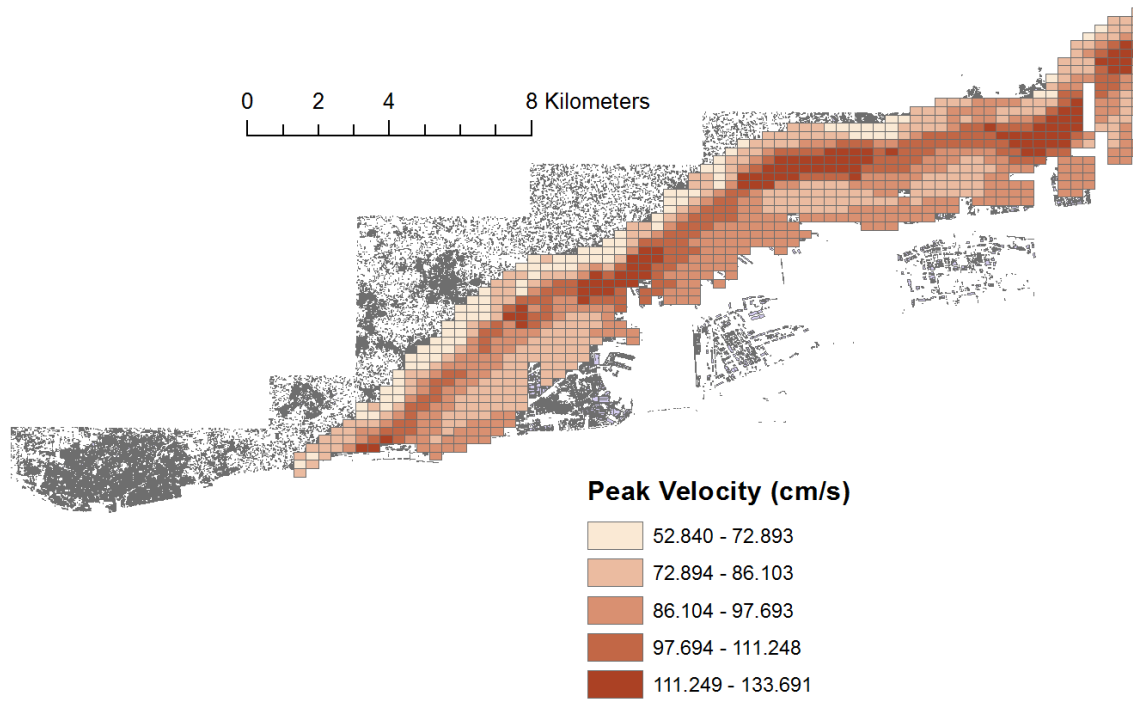 0 2 4 8 Kilometers
Peak Velocity (cm/s)
52.840 - 72.893
72.894 - 86.103
86.104 - 97.693
97.694 - 111.248
111.249 - 133.691